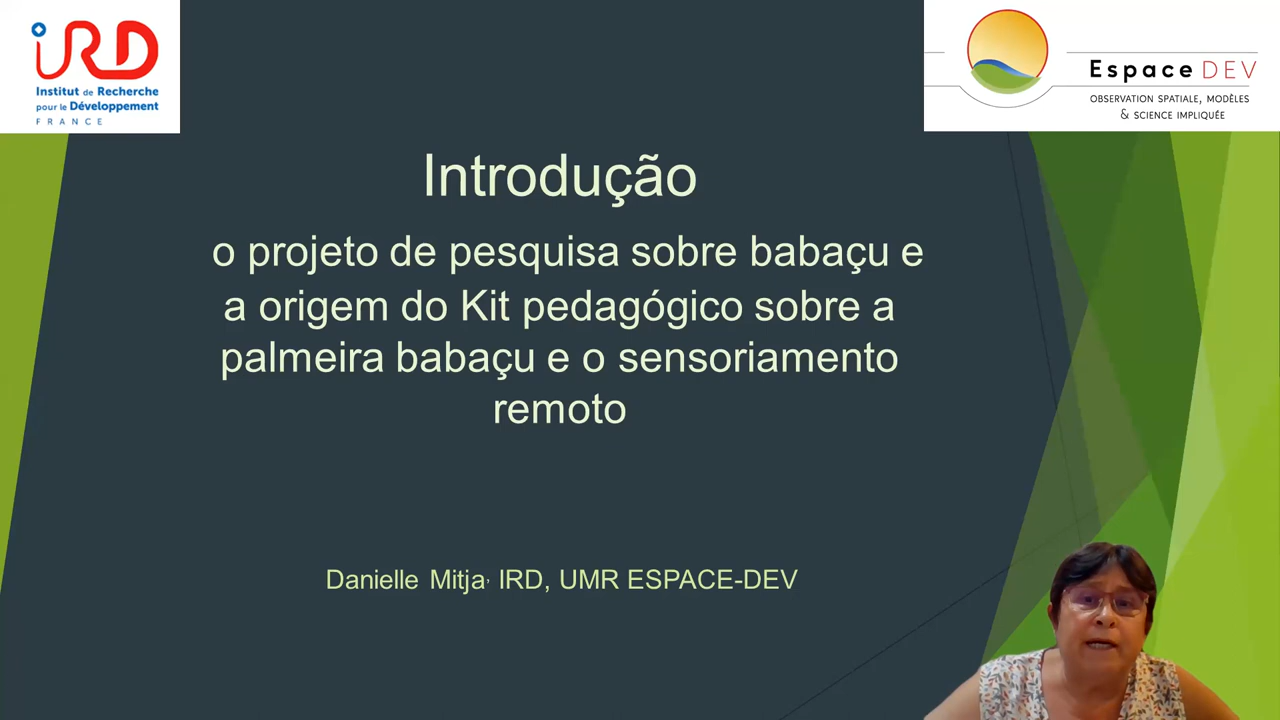 iRD
Institut de Recherche
pour le Développement
FRANCE
Espace DEV
OBSERVATION SPATIALE, MODÈLES
& SCIENCE IMPLIQUÉE
Introdução
o projeto de pesquisa sobre babaçu e
a origem do Kit pedagógico sobre a
palmeira babaçu e o sensoriamento
remoto
Danielle Mitja, IRD, UMR ESPACE-DEV